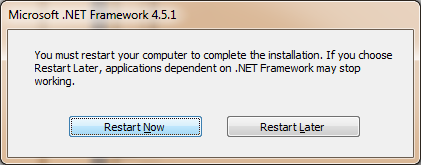 Microsoft .NET Framework 4.5.1
You must restart your computer to complete the installation. If you choose
Restart Later, applications dependent on .NET Framework may stop
working.
Restart Now
Restart Later